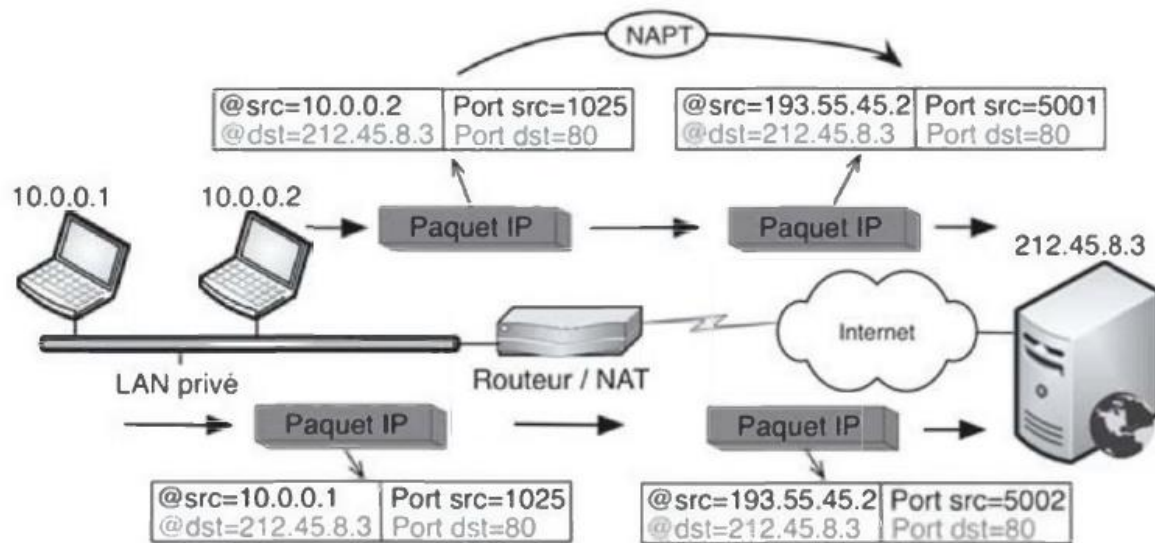 NAPT
@src=10.0.0.2 Port src=1025
@dst=212.45.8.3 Port dst=80
@src=193.55.45.2 Port src=5001
@dst=212.45.8.3 Port dst=80
10.0.0.1
10.0.0.2
Paquet IP
Paquet IP
212.45.8.3
Internet
LAN privé
Routeur / NAT
Paquet IP
Paquet IP
@src=10.0.0.1 Port src=1025
@dst=212.45.8.3 Port dst=80
@src=193.55.45.2 Port src=5002
@dst=212.45.8.3 Port dst=80